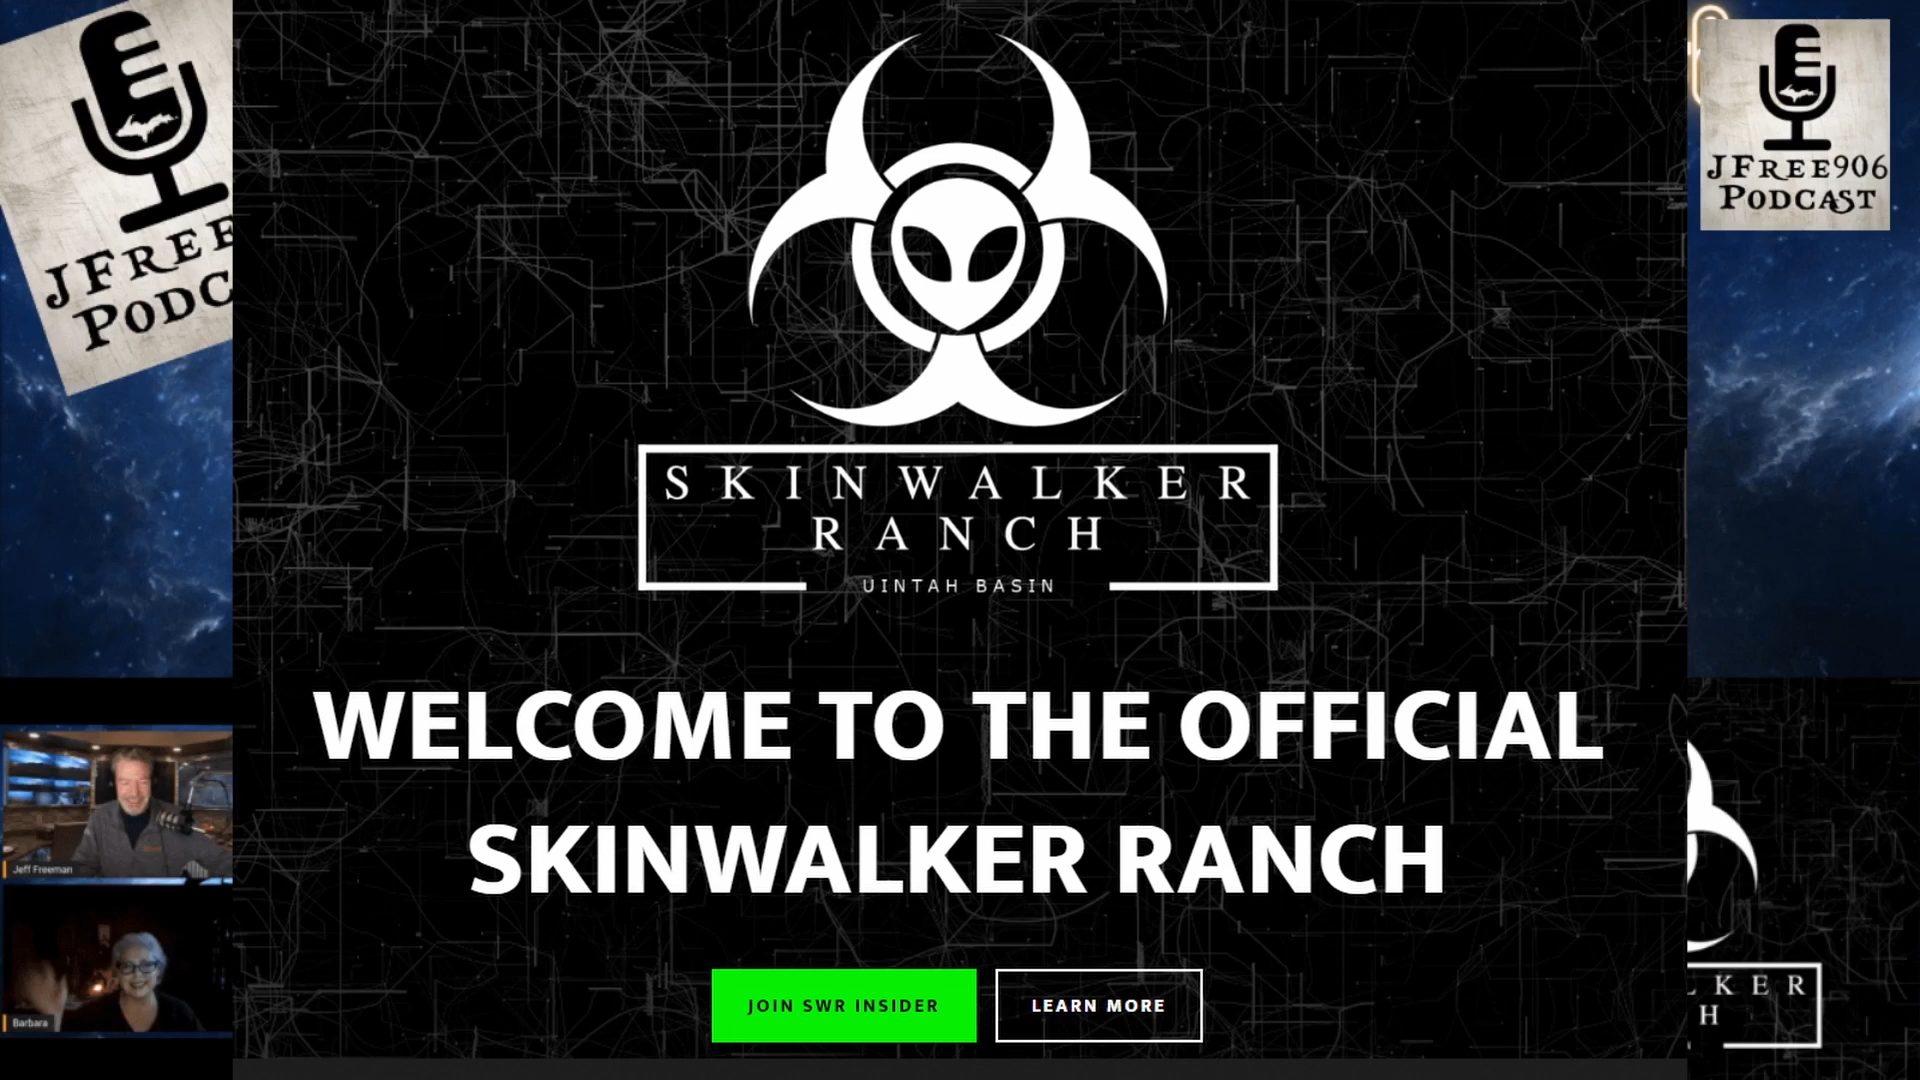 JFREE
PODC
JFREE906
PODCAST
SKINWALKER
RANCH
UINTAH BASIN
WELCOME TO THE OFFICIAL
SKINWALKER RANCH
JOIN SWR INSIDER
LEARN MORE
Jeff Freeman
Barbara
LKER
H